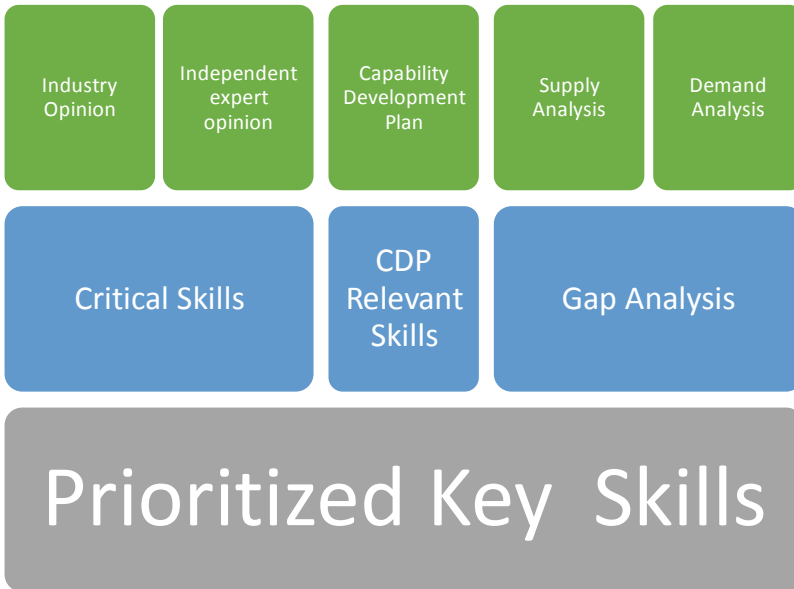 Industry
Opinion
Independent
expert
opinion
Capability
Development
Plan
Supply
Analysis
Demand
Analysis
Critical Skills
CDP
Relevant
Skills
Gap Analysis
Prioritized Key Skills